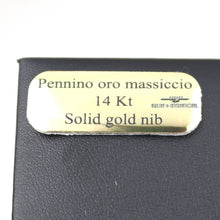 Pennino oro massiccio
14 Kt
Solid gold nib